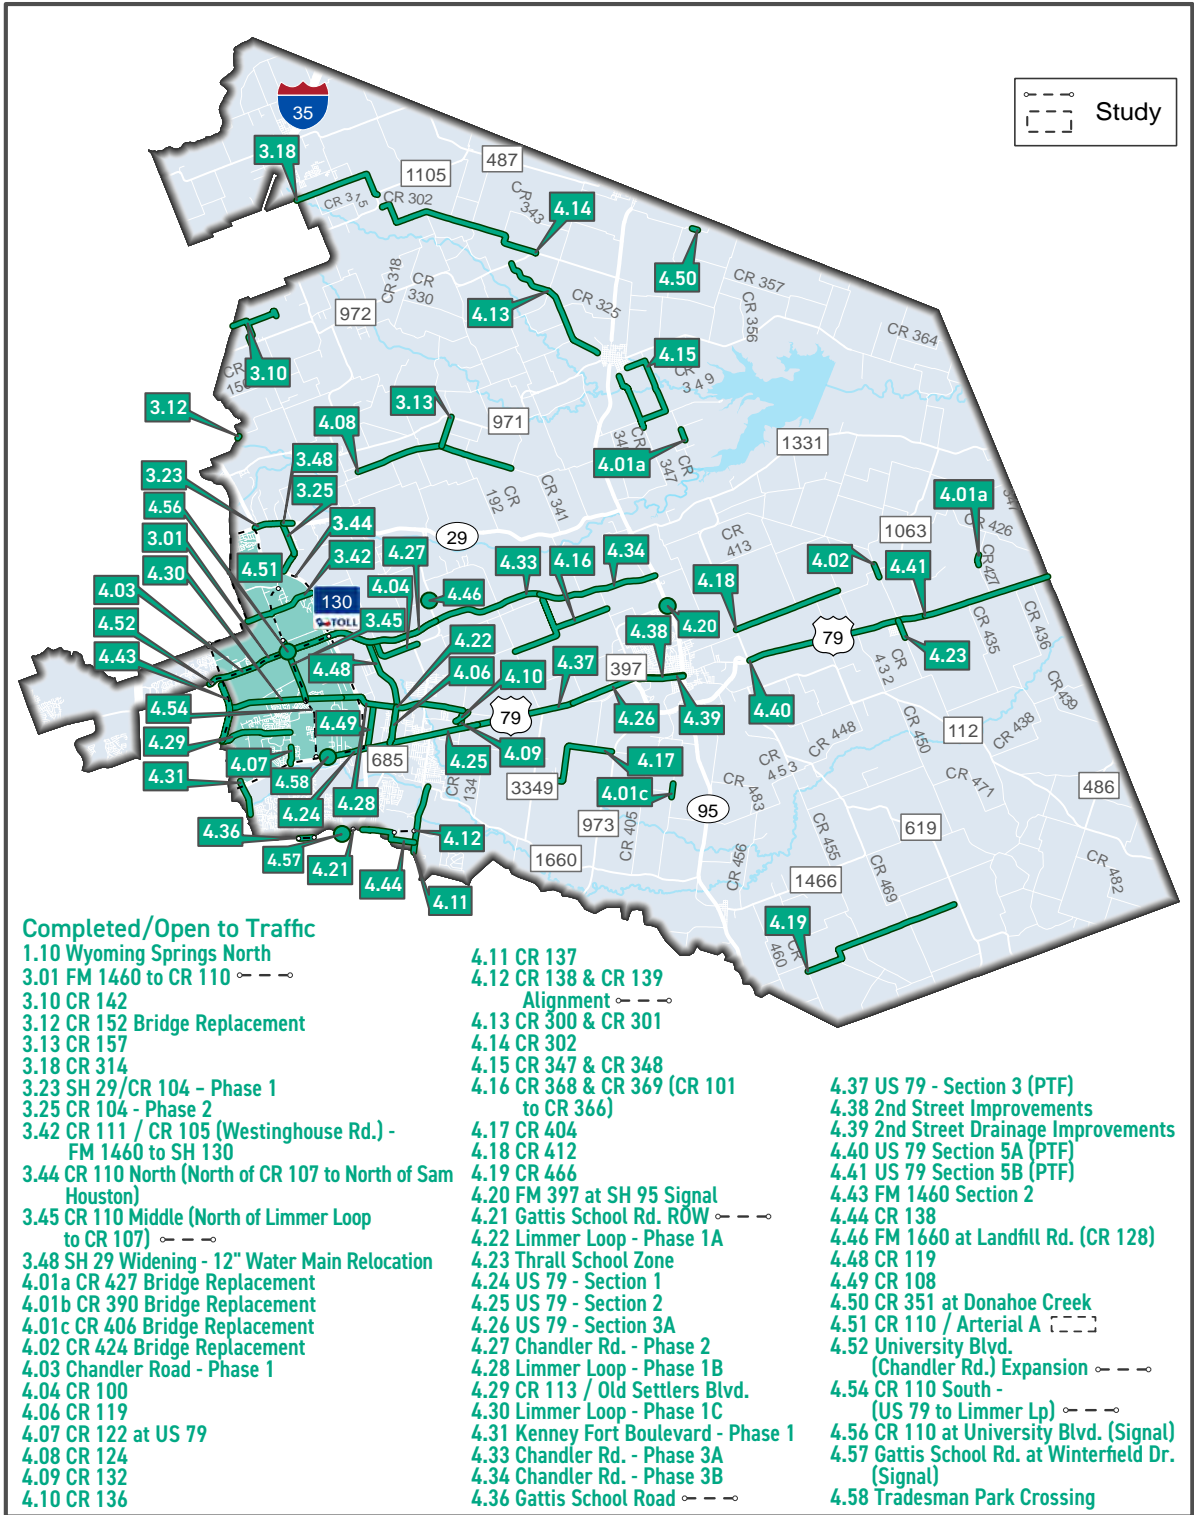 35
Study
3.18
1105
487
CR 315
CR 302
CR 343
4.14
4.50
CR 318
CR
330
4.13
CR 325
CR 357
CR 356
CR 364
972
3.10
CR
4.15
CR
349
3.12
3.13
971
4.08
CR
347
4.01a
1331
3.48
3.23
3.25
4.56
3.44
3.01
3.42
4.30
4.51
CR
192
CR 341
29
4.01a
CR 426
1063
CR
413
4.02
4.41
CR 427
4.27
4.33
4.16
4.34
4.03
4.04
4.46
130
TOLL
4.18
4.52
3.45
4.22
4.38
4.20
79
CR 435
CR 436
4.43
4.48
4.06
4.10
4.37
397
CR
432
4.23
4.54
4.49
79
4.26
4.39
4.40
CR 439
4.29
4.07
685
4.25
4.09
CR 450
112
CR 438
4.31
4.58
CR
134
4.17
CR 448
CR
453
4.24
4.28
3349
4.01c
CR 483
CR 471
486
4.36
973
CR 405
95
4.57
4.21
4.12
CR 455
619
4.44
1660
CR 456
1466
CR 469
CR 482
4.11
4.19
CR
460
Completed/Open to Traffic
1.10 Wyoming Springs North
3.01 FM 1460 to CR 110
3.10 CR 142
3.12 CR 152 Bridge Replacement
3.13 CR 157
3.18 CR 314
3.23 SH 29/CR 104 – Phase 1
3.25 CR 104 - Phase 2
3.42 CR 111 / CR 105 (Westinghouse Rd.) -
FM 1460 to SH 130
3.44 CR 110 North (North of CR 107 to North of Sam
Houston)
3.45 CR 110 Middle (North of Limmer Loop
to CR 107)
3.48 SH 29 Widening - 12" Water Main Relocation
4.01a CR 427 Bridge Replacement
4.01b CR 390 Bridge Replacement
4.01c CR 406 Bridge Replacement
4.02 CR 424 Bridge Replacement
4.03 Chandler Road - Phase 1
4.04 CR 100
4.06 CR 119
4.07 CR 122 at US 79
4.08 CR 124
4.09 CR 132
4.10 CR 136
4.11 CR 137
4.12 CR 138 & CR 139
Alignment
4.13 CR 300 & CR 301
4.14 CR 302
4.15 CR 347 & CR 348
4.16 CR 368 & CR 369 (CR 101
to CR 366)
4.17 CR 404
4.18 CR 412
4.19 CR 466
4.20 FM 397 at SH 95 Signal
4.21 Gattis School Rd. ROW
4.22 Limmer Loop - Phase 1A
4.23 Thrall School Zone
4.24 US 79 - Section 1
4.25 US 79 - Section 2
4.26 US 79 - Section 3A
4.27 Chandler Rd. - Phase 2
4.28 Limmer Loop - Phase 1B
4.29 CR 113 / Old Settlers Blvd.
4.30 Limmer Loop - Phase 1C
4.31 Kenney Fort Boulevard - Phase 1
4.33 Chandler Rd. - Phase 3A
4.34 Chandler Rd. - Phase 3B
4.36 Gattis School Road
4.37 US 79 - Section 3 (PTF)
4.38 2nd Street Improvements
4.39 2nd Street Drainage Improvements
4.40 US 79 Section 5A (PTF)
4.41 US 79 Section 5B (PTF)
4.43 FM 1460 Section 2
4.44 CR 138
4.46 FM 1660 at Landfill Rd. (CR 128)
4.48 CR 119
4.49 CR 108
4.50 CR 351 at Donahoe Creek
4.51 CR 110 / Arterial A
4.52 University Blvd.
(Chandler Rd.) Expansion
4.54 CR 110 South -
(US 79 to Limmer Lp)
4.56 CR 110 at University Blvd. (Signal)
4.57 Gattis School Rd. at Winterfield Dr.
(Signal)
4.58 Tradesman Park Crossing